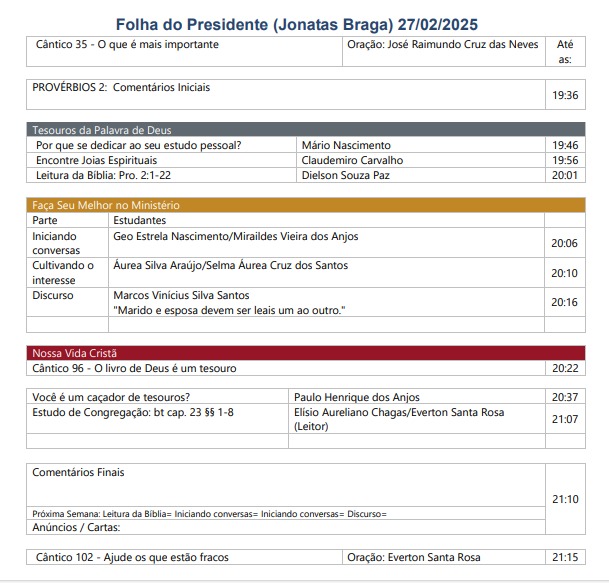 Folha do Presidente (Jonatas Braga) 27/02/2025
Cântico 35 - O que é mais importante Oração: José Raimundo Cruz das Neves Até
as:
PROVÉRBIOS 2: Comentários Iniciais 19:36
Tesouros da Palavra de Deus
Por que se dedicar ao seu estudo pessoal? Mário Nascimento 19:46
Encontre Joias Espirituais Claudemiro Carvalho 19:56
Leitura da Bíblia: Pro. 2:1-22 Dielson Souza Paz 20:01
Faça Seu Melhor no Ministério
Parte Estudantes
Iniciando Geo Estrela Nascimento/Miraildes Vieira dos Anjos
conversas 20:06
Cultivando o Áurea Silva Araújo/Selma Áurea Cruz dos Santos
interesse 20:10
Discurso Marcos Vinícius Silva Santos
"Marido e esposa devem ser leais um ao outro." 20:16
Nossa Vida Cristã
Cântico 96 - O livro de Deus é um tesouro 20:22
Você é um caçador de tesouros? Paulo Henrique dos Anjos 20:37
Estudo de Congregação: bt cap. 23 §§ 1-8 Elísio Aureliano Chagas/Everton Santa Rosa
(Leitor) 21:07
Comentários Finais
21:10
Próxima Semana: Leitura da Bíblia= Iniciando conversas= Iniciando conversas= Discurso=
Anúncios / Cartas:
Cântico 102 - Ajude os que estão fracos Oração: Everton Santa Rosa 21:15